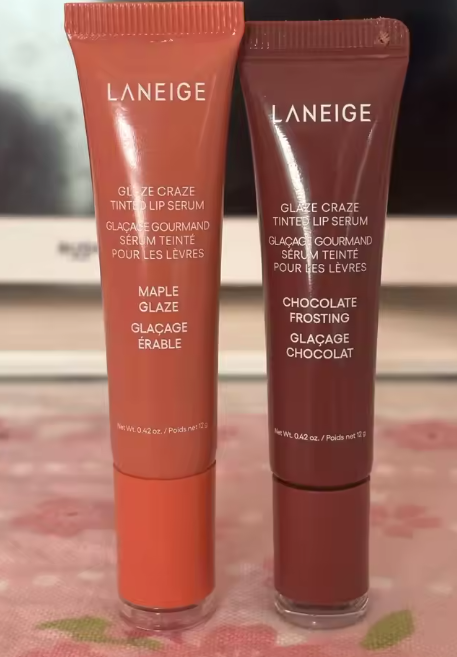 LANEIGE
GLAZE CRAZE
TINTED LIP SERUM
GLAÇAGE GOURMAND
SÉRUM TEINTÉ
POUR LES LÈVRES
MAPLE
GLAZE
GLAÇAGE
ÉRABLE
Net Wt. 0.42 oz. / Poids net 12 g
LANEIGE
GLAZE CRAZE
TINTED LIP SERUM
GLAÇAGE GOURMAND
SÉRUM TEINTÉ
POUR LES LÈVRES
CHOCOLATE
FROSTING
GLAÇAGE
CHOCOLAT
Net Wt. 0.42 oz. / Poids net 12 g